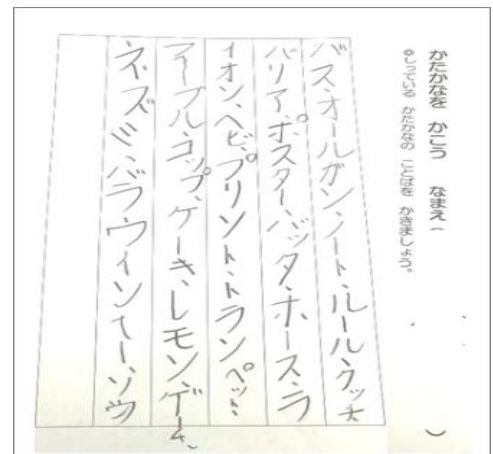 かたかなを かこう なまえ( )
◎しっている かたかなの ことばを かきましょう。
バス、オールガン、ノート、ルール、クッチ
バリア、ポスター、バッタ、ホース、ラ
イオン、ヘビ、プリント、トランペット、
テーブル、コップ、ケーキ、レモン、ゲーム、
ネズミ、バラ、ウィンナー、ソウ